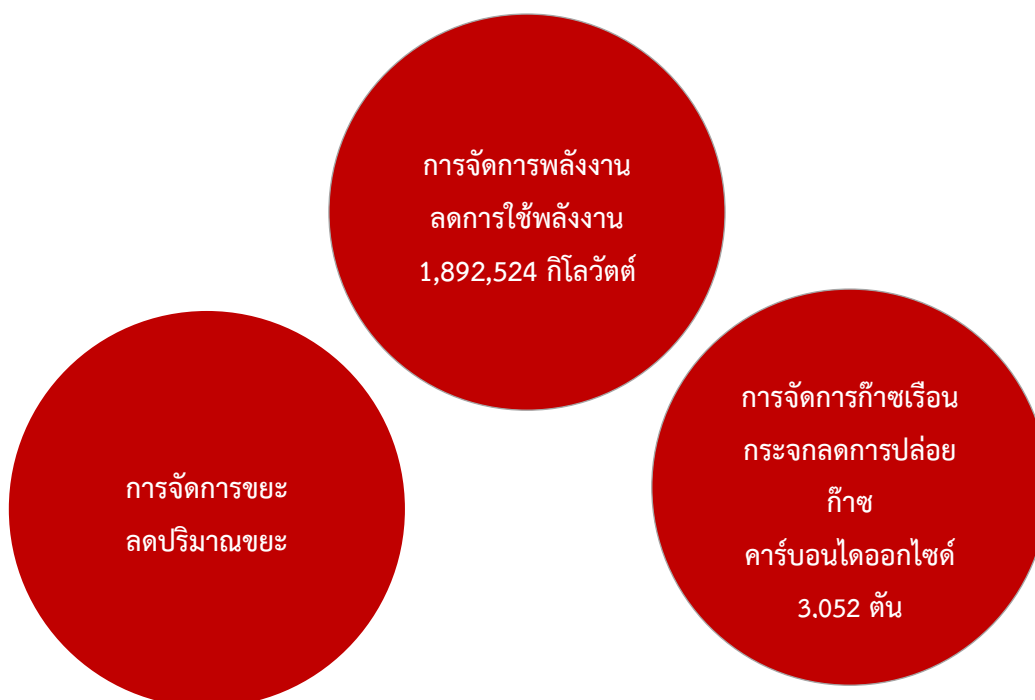 การจัดการพลังงาน
ลดการใช้พลังงาน
1,892,524 กิโลวัตต์
การจัดการขยะ
ลดปริมาณขยะ
การจัดการก๊าซเรือน
กระจกลดการปล่อย
ก๊าซ
คาร์บอนไดออกไซด์
3.052 ตัน